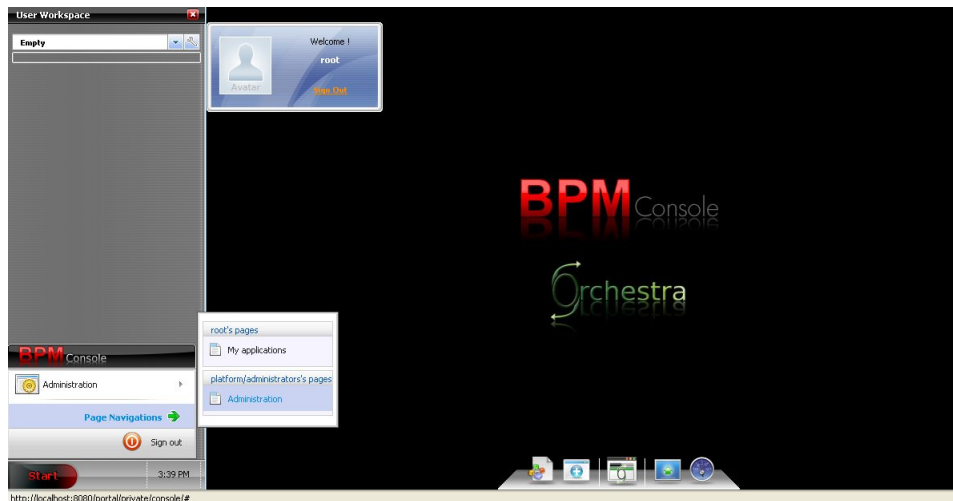 User Workspace
Empty
Welcome !
root
Avatar
Sign Out
BPM Console
Orchestra
root's pages
My applications
platform/administrators's pages
Administration
BPM Console
Administration
Page Navigations
Sign out
Start
3:39 PM
http://localhost:8080/portal/private/console/#